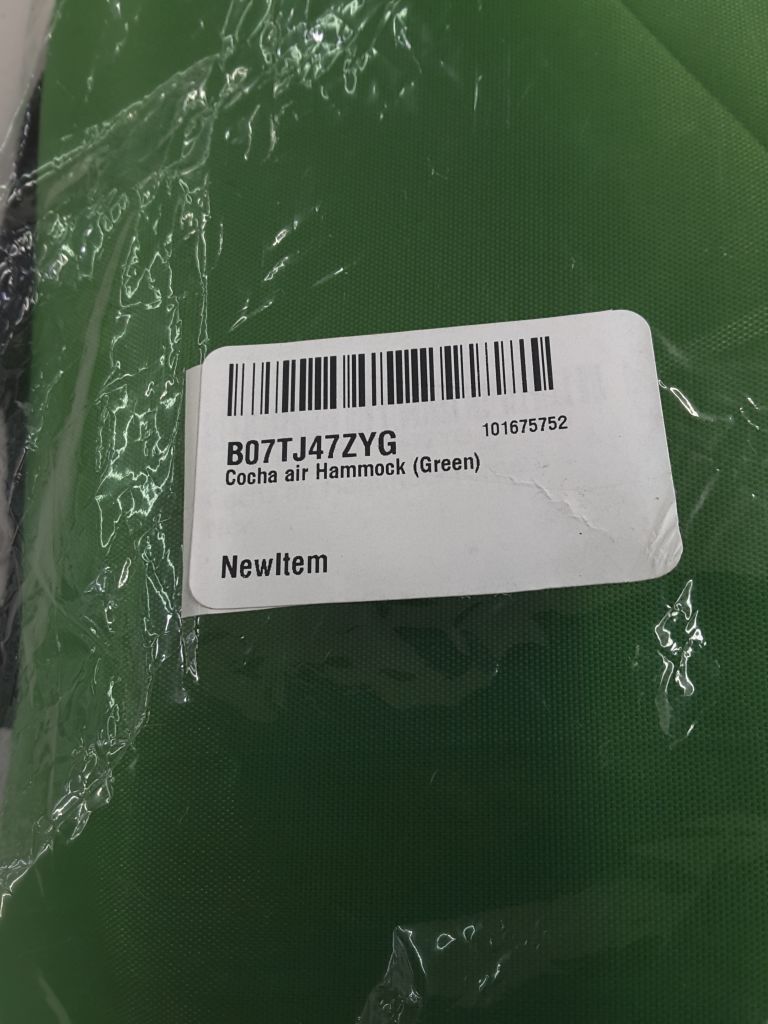 B07TJ47ZYG
101675752
Cocha air Hammock (Green)
NewItem